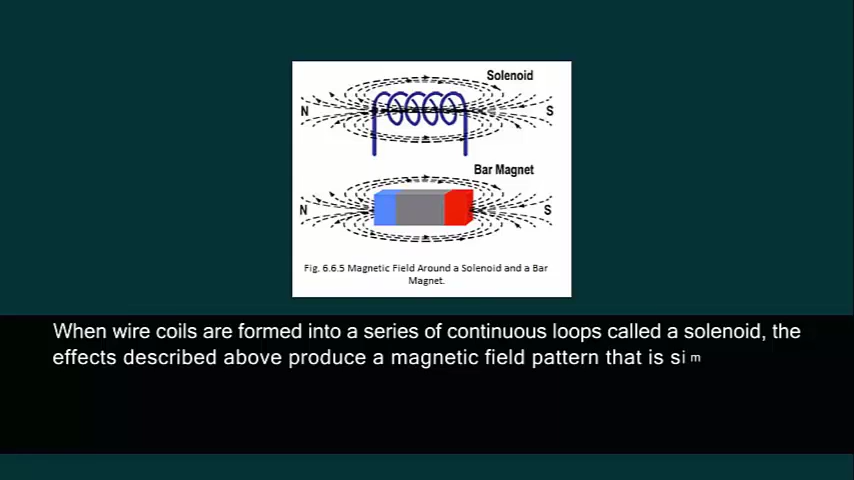 Solenoid
N S
Bar Magnet
N S
Fig. 6.6.5 Magnetic Field Around a Solenoid and a Bar
Magnet.
When wire coils are formed into a series of continuous loops called a solenoid, the
effects described above produce a magnetic field pattern that is sim